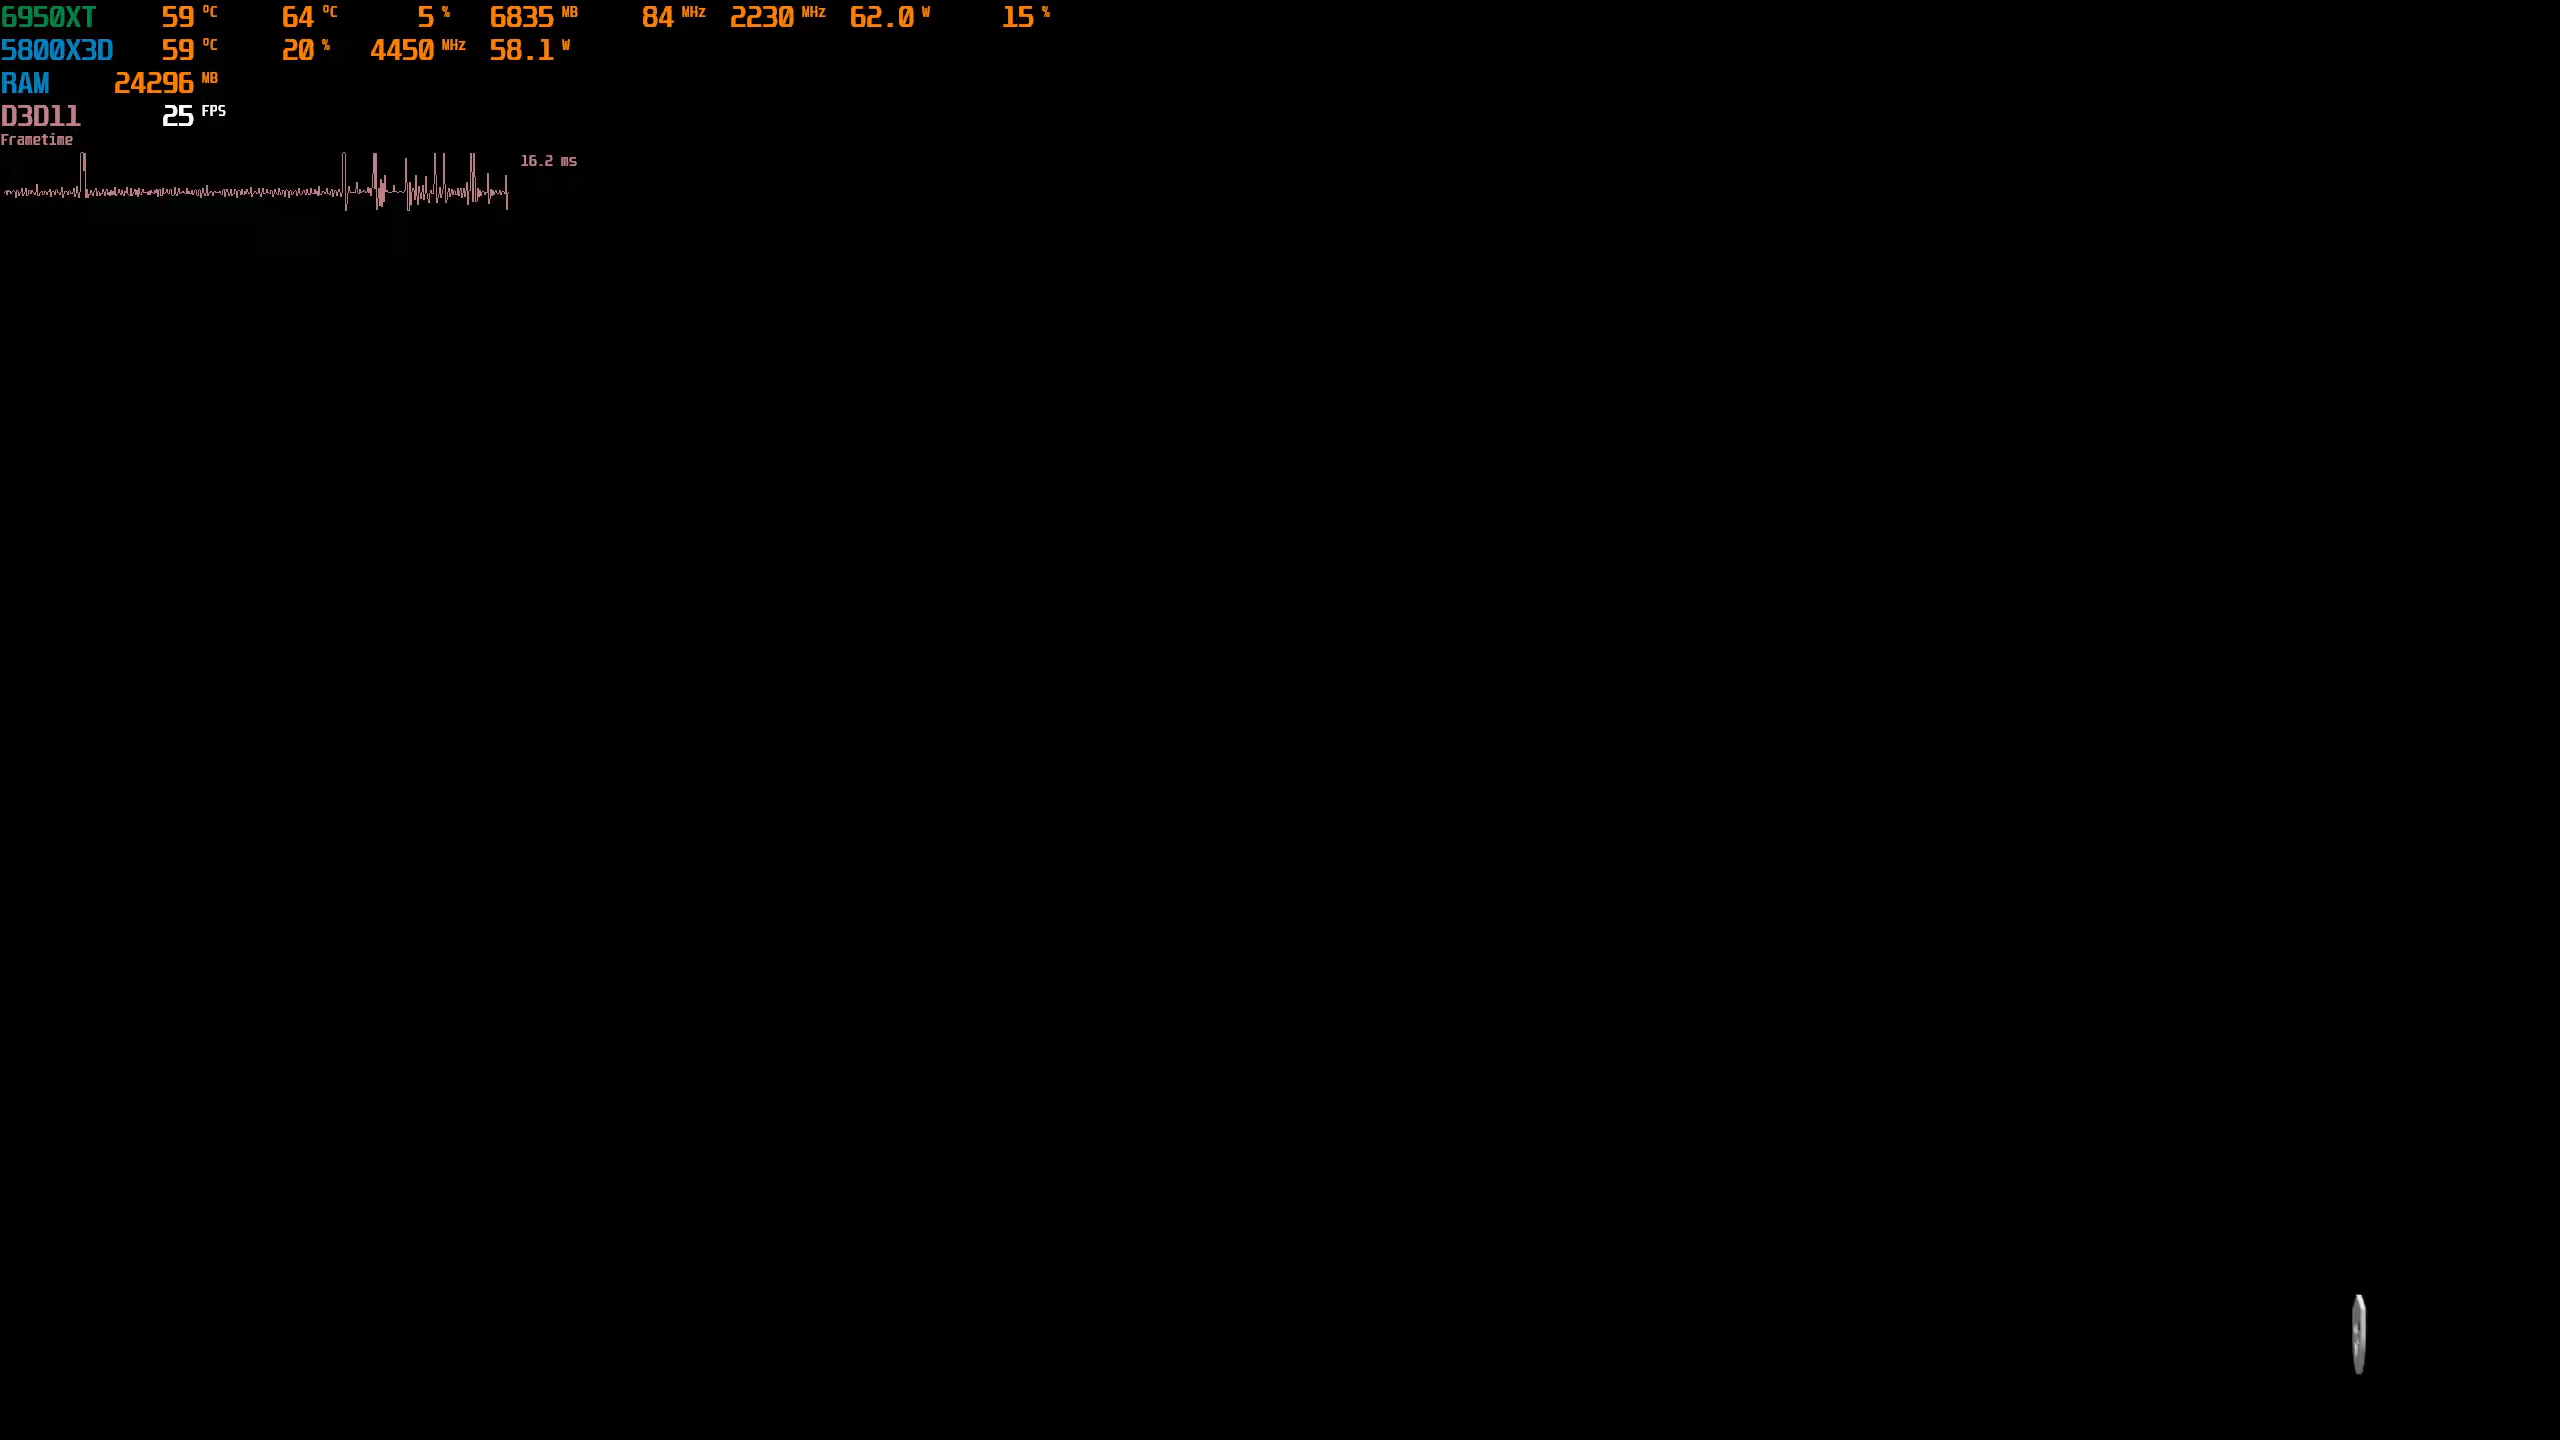 6950XT 59 °C 64 °C 5 % 6835 MB 84 MHz 2230 MHz 62.0 W 15 %
5800X3D 59 °C 20 % 4450 MHz 58.1 W
RAM 24296 MB
D3D11 25 FPS
Frametime
16.2 ms